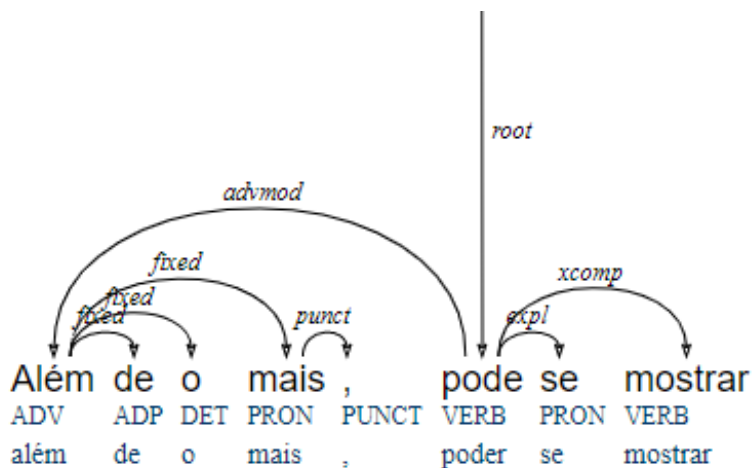 root
advmod
fixed
xcomp
fixed
fixed punct expl
Além de o mais , pode se mostrar
ADV ADP DET PRON PUNCT VERB PRON VERB
além de o mais , poder se mostrar